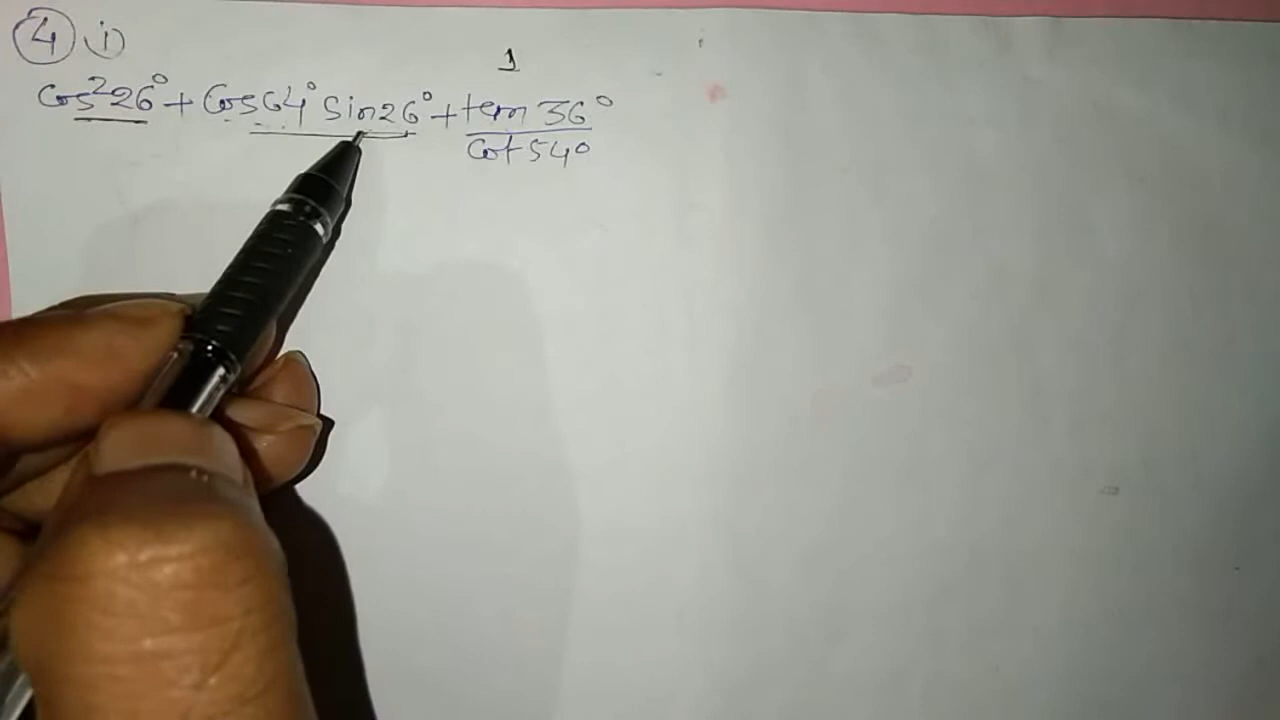 4 i)
1
cos²26° + cos64° sin26° + tan 36°
cot 54°